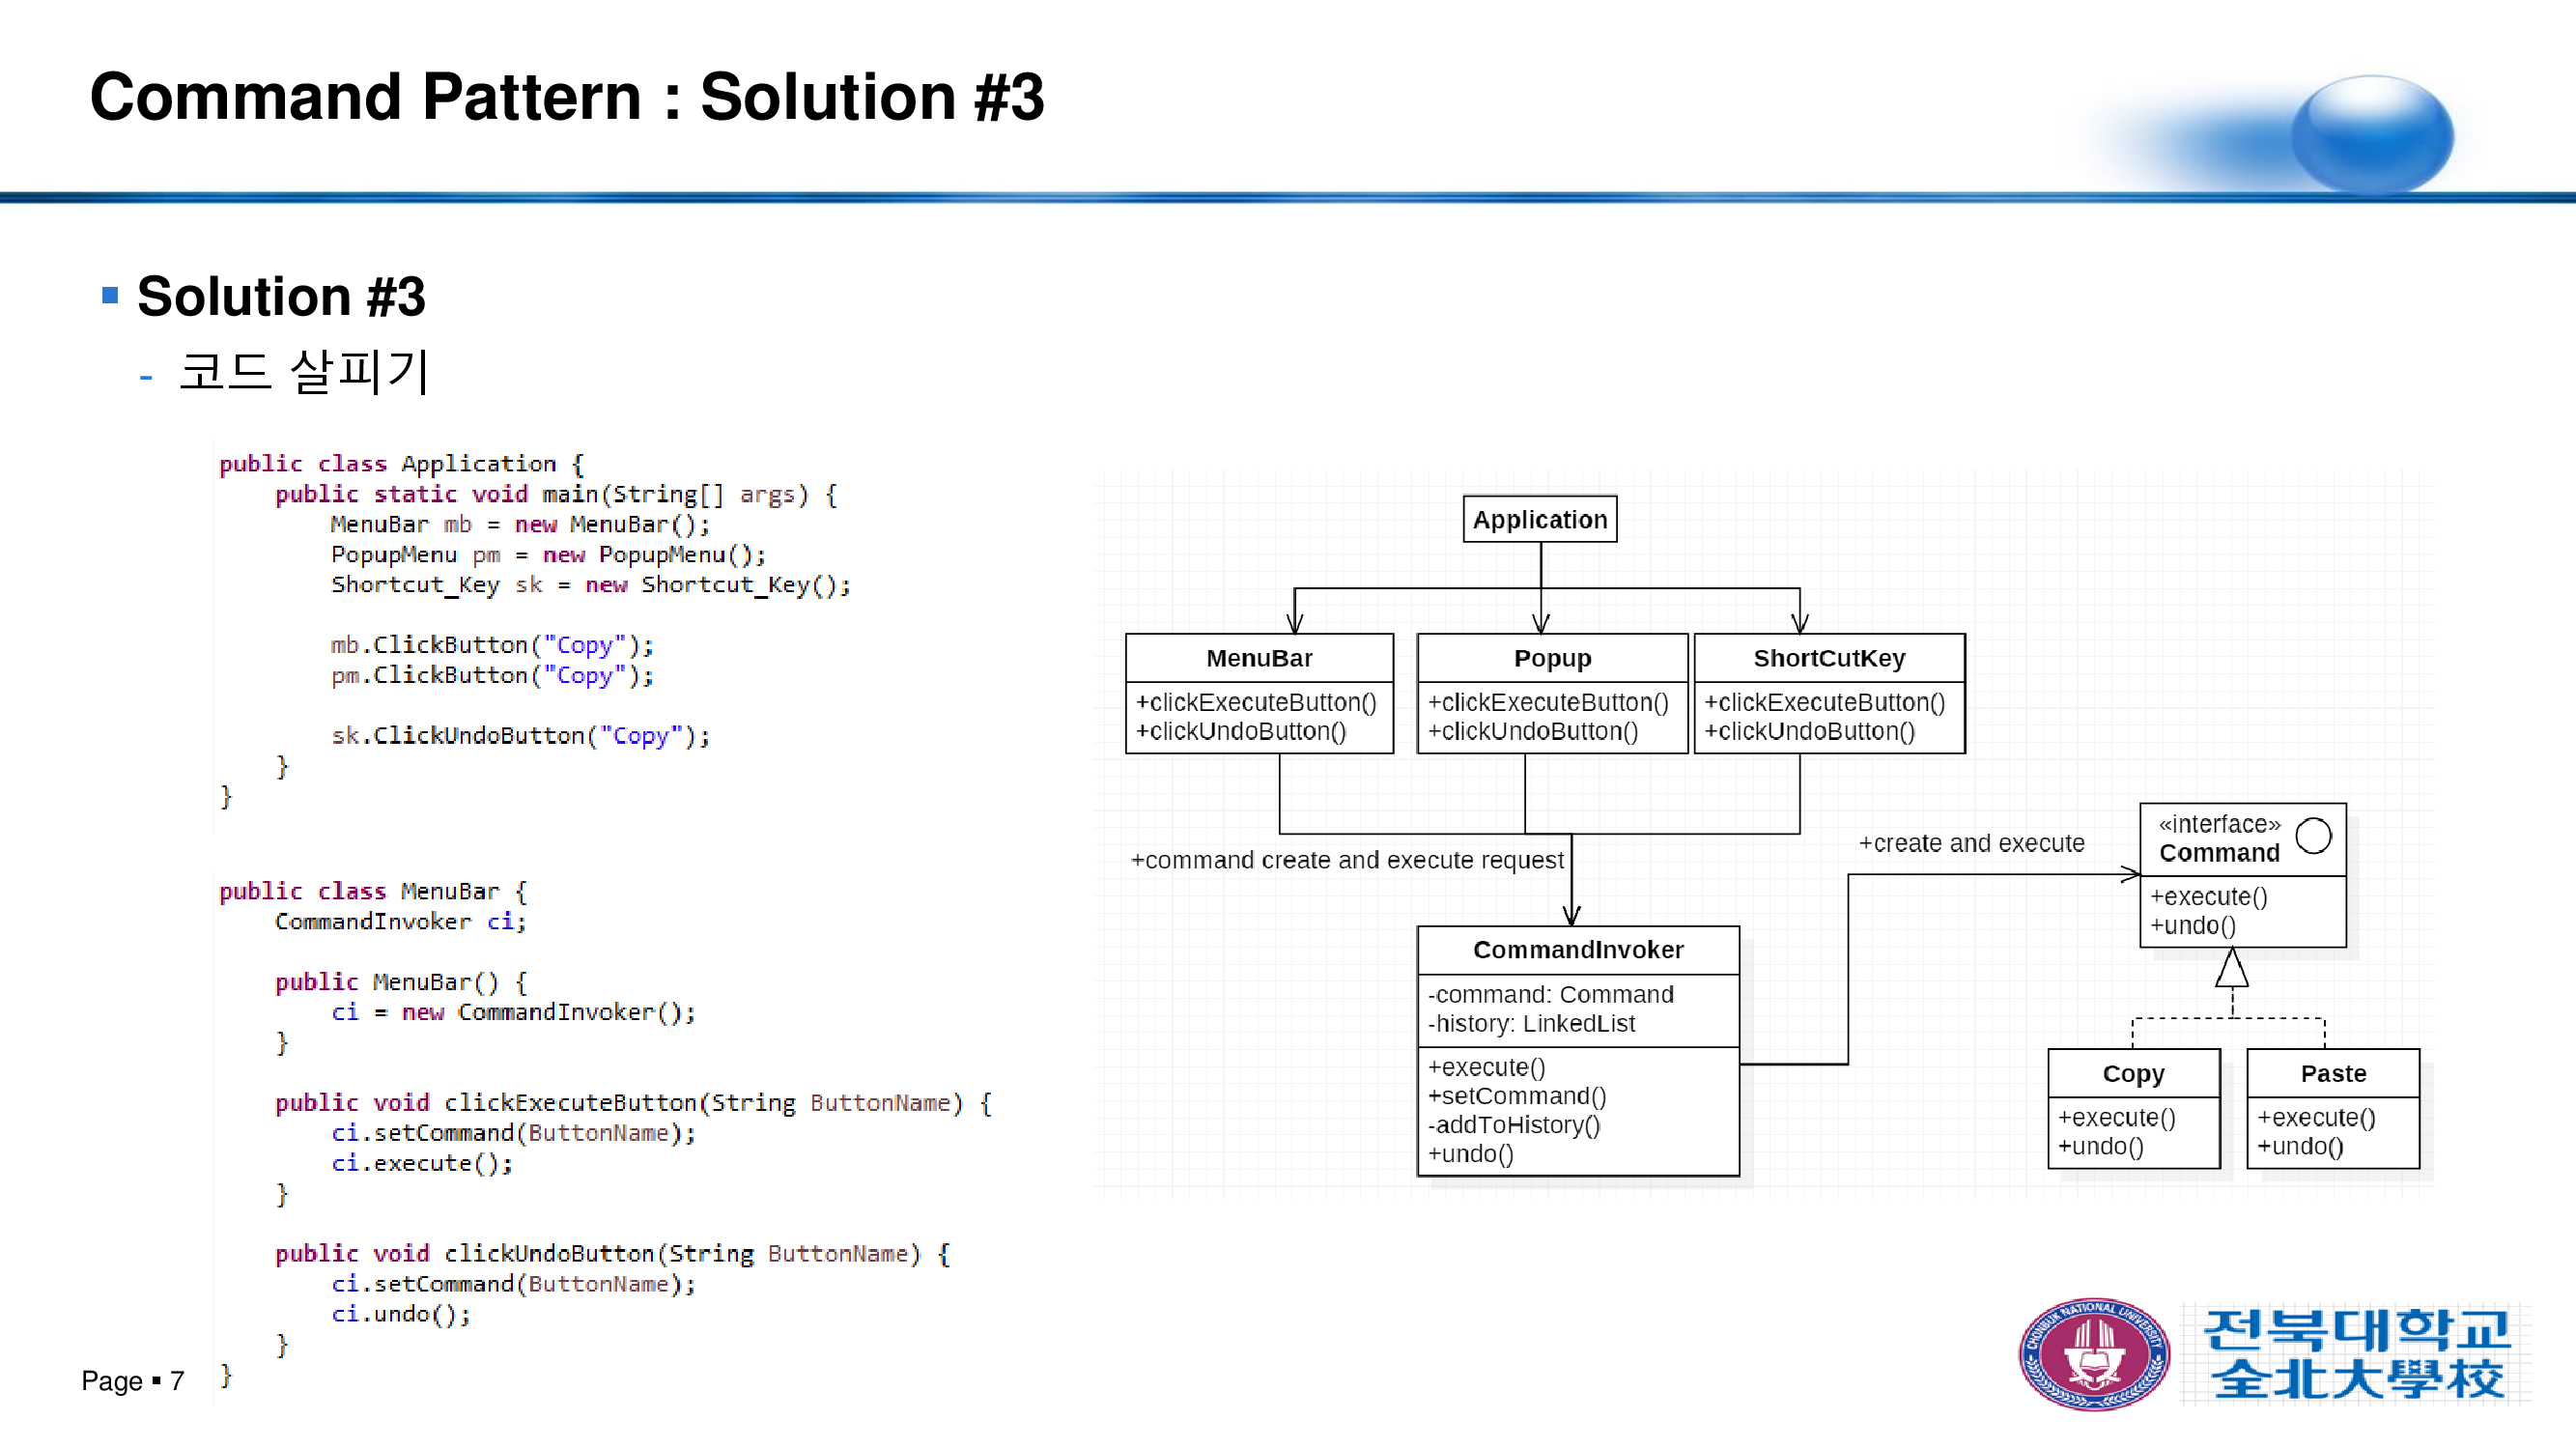 Command Pattern : Solution #3
Solution #3
- 코드 살피기
public class Application {
public static void main(String[] args) {
MenuBar mb = new MenuBar();
PopupMenu pm = new PopupMenu();
Shortcut_Key sk = new Shortcut_Key();
mb.ClickButton("Copy");
pm.ClickButton("Copy");
sk.ClickUndoButton("Copy");
}
}
public class MenuBar {
CommandInvoker ci;
public MenuBar() {
ci = new CommandInvoker();
}
public void clickExecuteButton(String ButtonName) {
ci.setCommand(ButtonName);
ci.execute();
}
public void clickUndoButton(String ButtonName) {
ci.setCommand(ButtonName);
ci.undo();
}
}
Application
MenuBar
+clickExecuteButton()
+clickUndoButton()
Popup
+clickExecuteButton()
+clickUndoButton()
ShortCutKey
+clickExecuteButton()
+clickUndoButton()
+command create and execute request
+create and execute
CommandInvoker
-command: Command
-history: LinkedList
+execute()
+setCommand()
-addToHistory()
+undo()
«interface»
Command
+execute()
+undo()
Copy
+execute()
+undo()
Paste
+execute()
+undo()
Page ▪ 7
CHONBUK NATIONAL UNIVERSITY
전북대학교
全北大學校